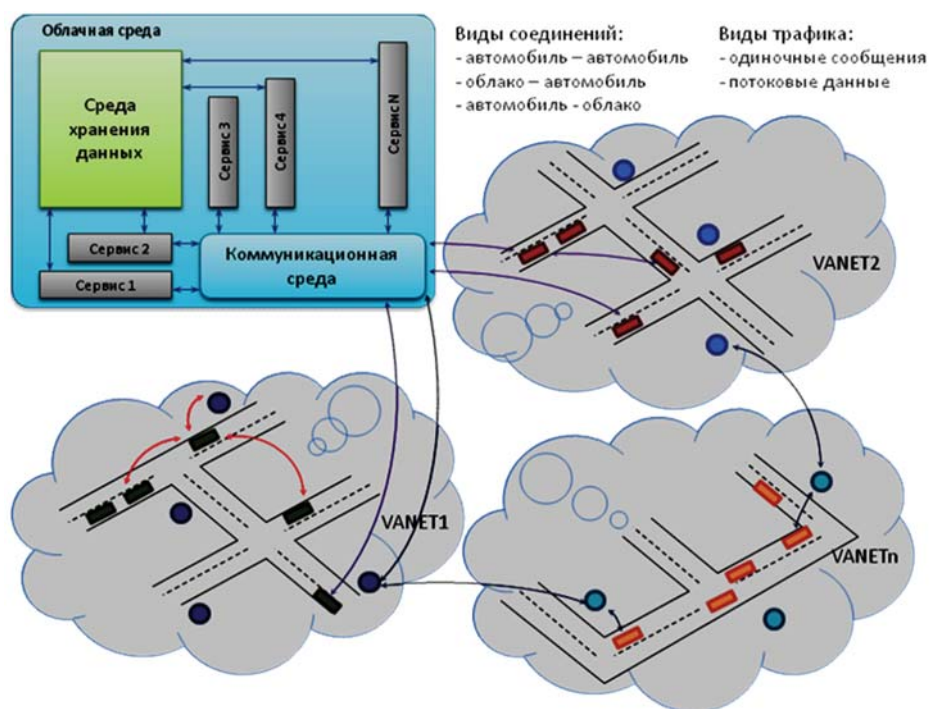 Облачная среда
Среда
хранения
данных
Сервис 3
Сервис 4
Сервис N
Сервис 2
Сервис 1
Коммуникационная
среда
Виды соединений:
- автомобиль – автомобиль
- облако – автомобиль
- автомобиль - облако
Виды трафика:
- одиночные сообщения
- потоковые данные
VANET2
VANET1
VANETn